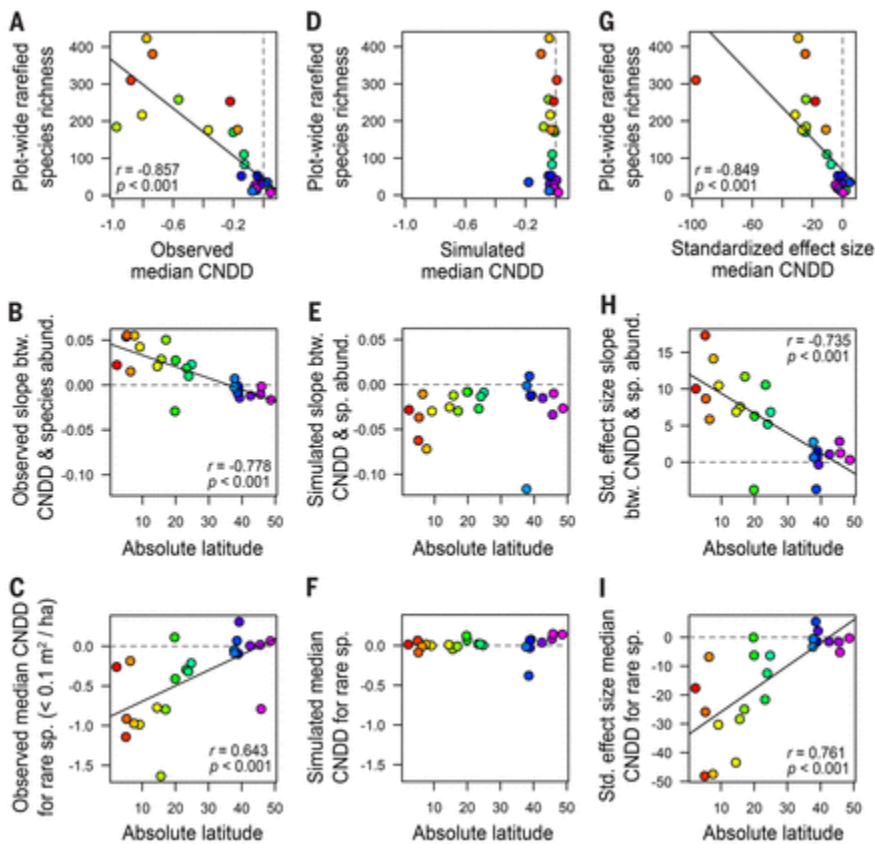 A
Plot-wide rarefied
species richness
400
300
200
100
0
r = -0.857
p < 0.001
-1.0
-0.6
-0.2
Observed
median CNDD
D
Plot-wide rarefied
species richness
400
300
200
100
0
-1.0
-0.6
-0.2
Simulated
median CNDD
G
Plot-wide rarefied
species richness
400
300
200
100
0
r = -0.849
p < 0.001
-100
-60
-20
0
Standardized effect size
median CNDD
B
Observed slope btw.
CNDD & species abund.
0.05
0.00
-0.05
-0.10
r = -0.778
p < 0.001
10
20
30
40
50
Absolute latitude
E
Simulated slope btw.
CNDD & sp. abund.
0.05
0.00
-0.05
-0.10
10
20
30
40
50
Absolute latitude
H
Std. effect size slope
btw. CNDD & sp. abund.
15
10
5
0
r = -0.735
p < 0.001
10
20
30
40
50
Absolute latitude
C
Observed median CNDD
for rare sp. (< 0.1 m² / ha)
0.0
-0.5
-1.0
-1.5
r = 0.643
p < 0.001
10
20
30
40
50
Absolute latitude
F
Simulated median
CNDD for rare sp.
0.0
-0.5
-1.0
-1.5
10
20
30
40
50
Absolute latitude
I
Std. effect size median
CNDD for rare sp.
0
-10
-20
-30
-40
-50
r = 0.761
p < 0.001
10
20
30
40
50
Absolute latitude